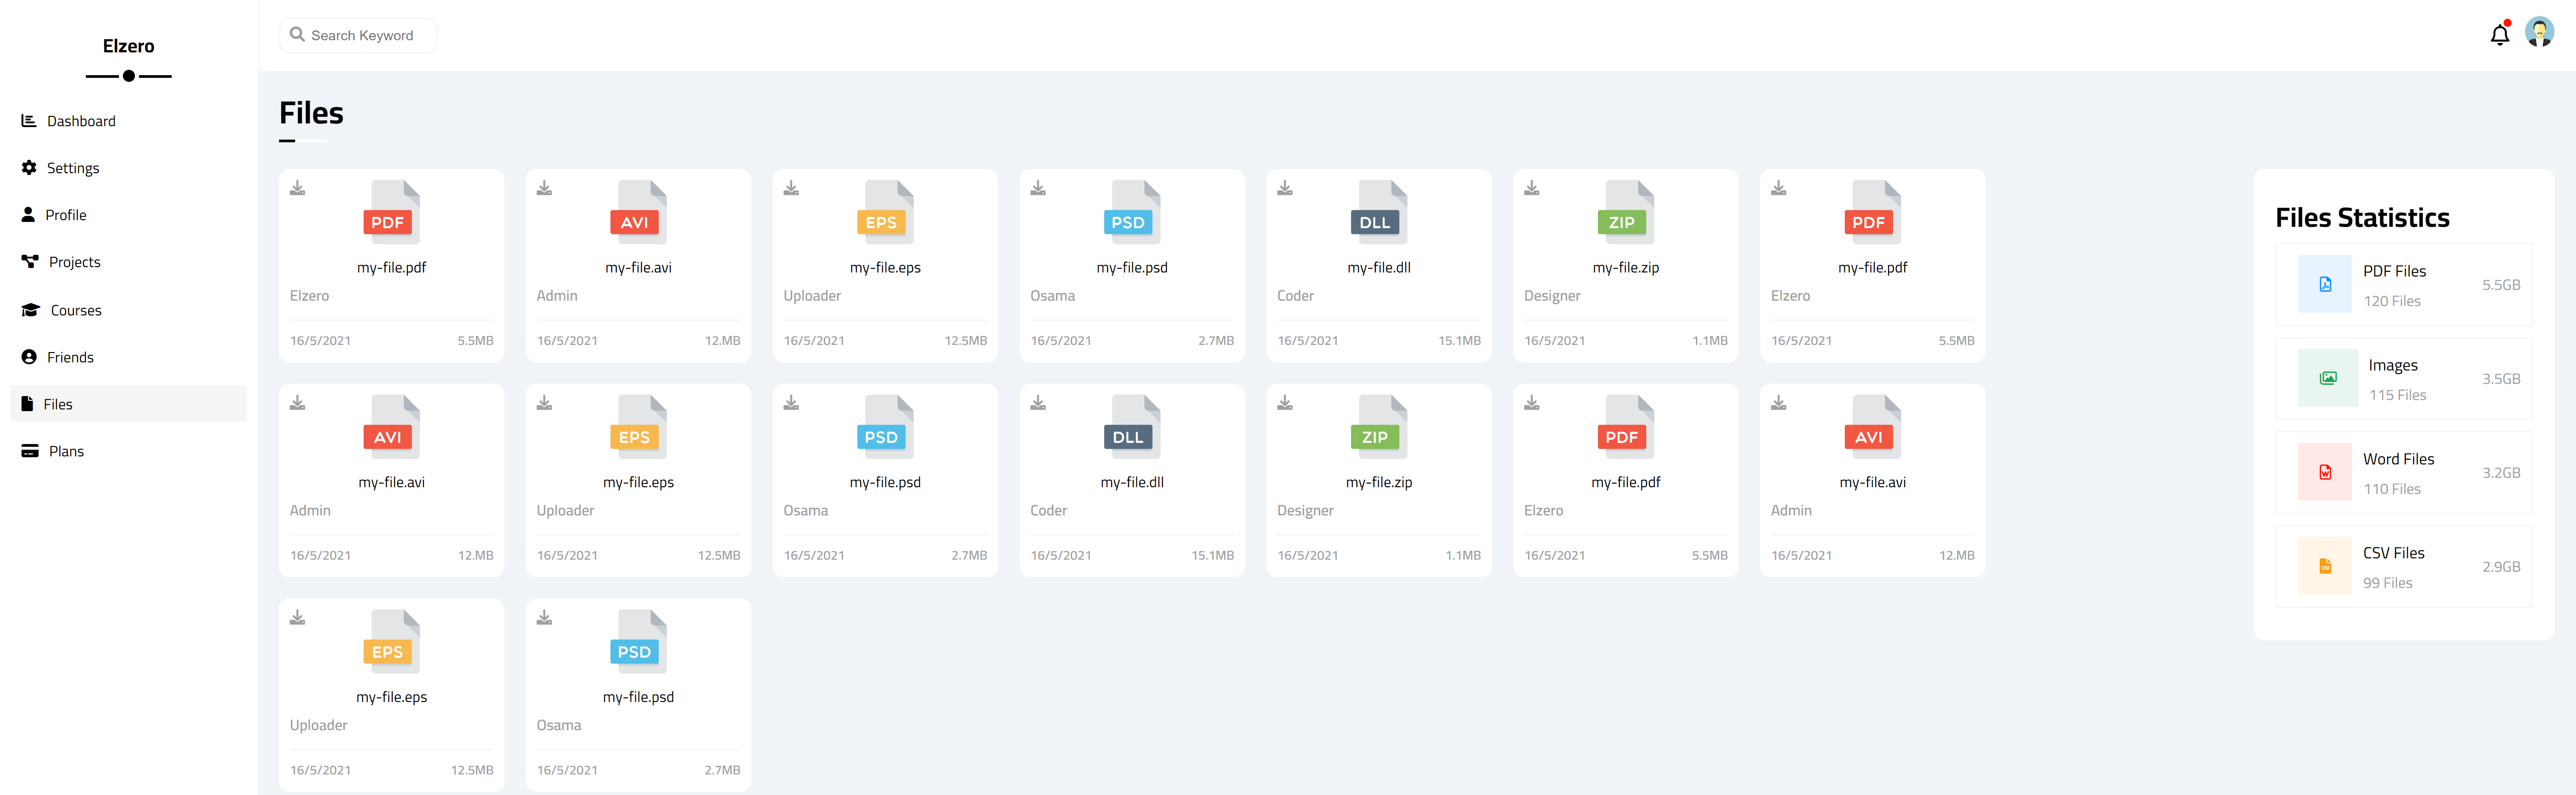 Elzero
Search Keyword
Dashboard
Settings
Profile
Projects
Courses
Friends
Files
Plans
Files
PDF
my-file.pdf
Elzero
16/5/2021 5.5MB
AVI
my-file.avi
Admin
16/5/2021 12.MB
EPS
my-file.eps
Uploader
16/5/2021 12.5MB
PSD
my-file.psd
Osama
16/5/2021 2.7MB
DLL
my-file.dll
Coder
16/5/2021 15.1MB
ZIP
my-file.zip
Designer
16/5/2021 1.1MB
PDF
my-file.pdf
Elzero
16/5/2021 5.5MB
AVI
my-file.avi
Admin
16/5/2021 12.MB
EPS
my-file.eps
Uploader
16/5/2021 12.5MB
PSD
my-file.psd
Osama
16/5/2021 2.7MB
DLL
my-file.dll
Coder
16/5/2021 15.1MB
ZIP
my-file.zip
Designer
16/5/2021 1.1MB
PDF
my-file.pdf
Elzero
16/5/2021 5.5MB
AVI
my-file.avi
Admin
16/5/2021 12.MB
EPS
my-file.eps
Uploader
16/5/2021 12.5MB
PSD
my-file.psd
Osama
16/5/2021 2.7MB
Files Statistics
PDF Files
120 Files
5.5GB
Images
115 Files
3.5GB
Word Files
110 Files
3.2GB
CSV Files
99 Files
2.9GB